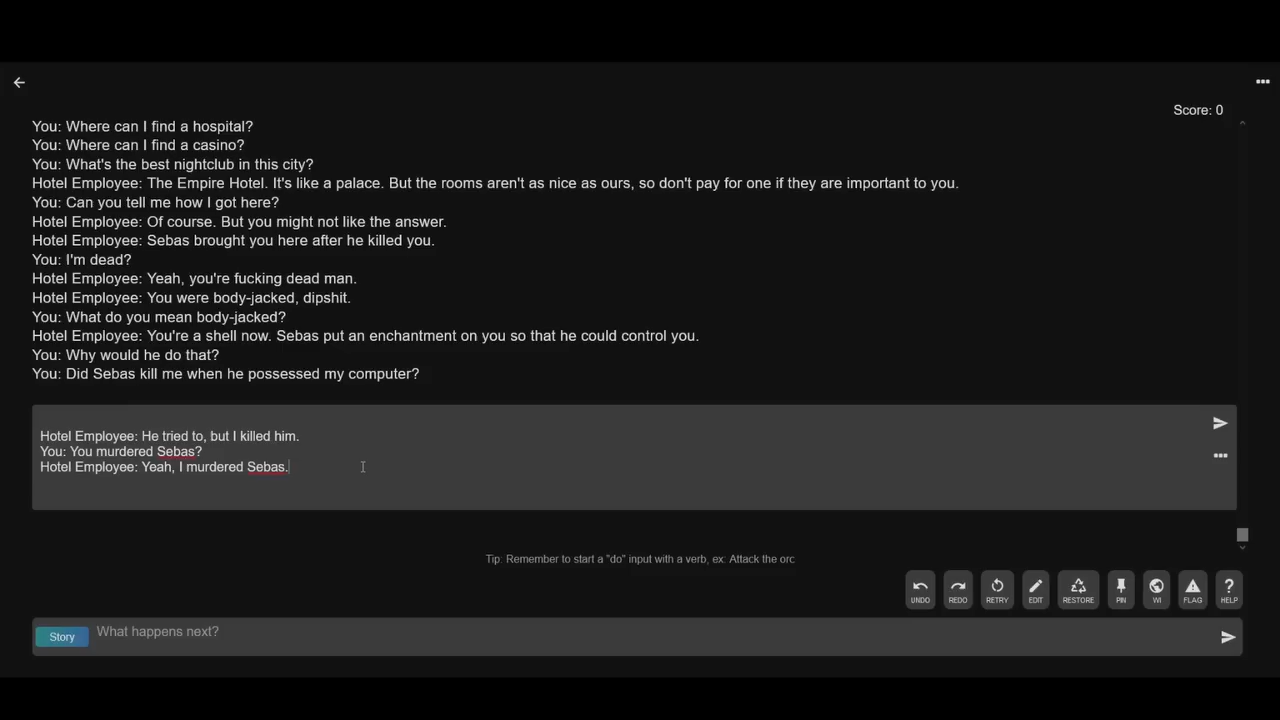 Score: 0
You: Where can I find a hospital?
You: Where can I find a casino?
You: What's the best nightclub in this city?
Hotel Employee: The Empire Hotel. It's like a palace. But the rooms aren't as nice as ours, so don't pay for one if they are important to you.
You: Can you tell me how I got here?
Hotel Employee: Of course. But you might not like the answer.
Hotel Employee: Sebas brought you here after he killed you.
You: I'm dead?
Hotel Employee: Yeah, you're fucking dead man.
Hotel Employee: You were body-jacked, dipshit.
You: What do you mean body-jacked?
Hotel Employee: You're a shell now. Sebas put an enchantment on you so that he could control you.
You: Why would he do that?
You: Did Sebas kill me when he possessed my computer?
Hotel Employee: He tried to, but I killed him.
You: You murdered Sebas?
Hotel Employee: Yeah, I murdered Sebas.
Tip: Remember to start a "do" input with a verb, ex: Attack the orc
UNDO REDO RETRY EDIT RESTORE PIN WI FLAG HELP
Story What happens next?